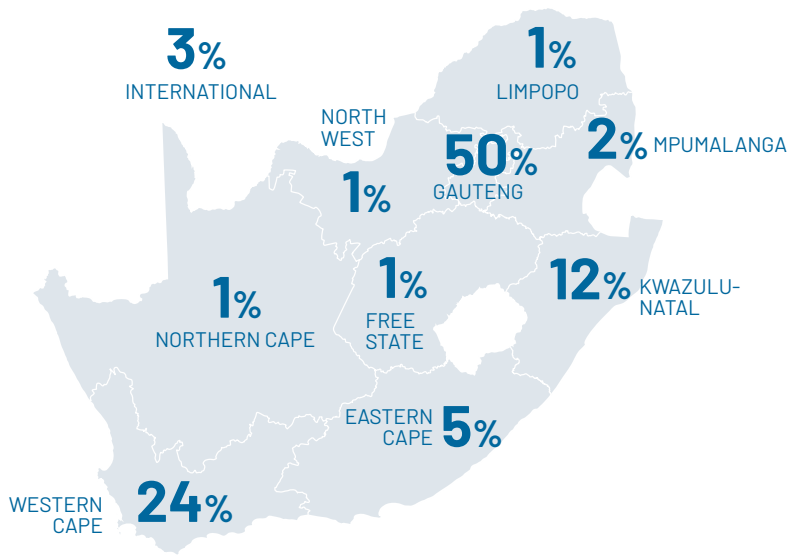 3%
INTERNATIONAL
1%
LIMPOPO
NORTH
WEST
1%
50%
GAUTENG
2%
MPUMALANGA
1%
NORTHERN CAPE
1%
FREE
STATE
12%
KWAZULU-
NATAL
EASTERN
CAPE
5%
WESTERN
CAPE
24%